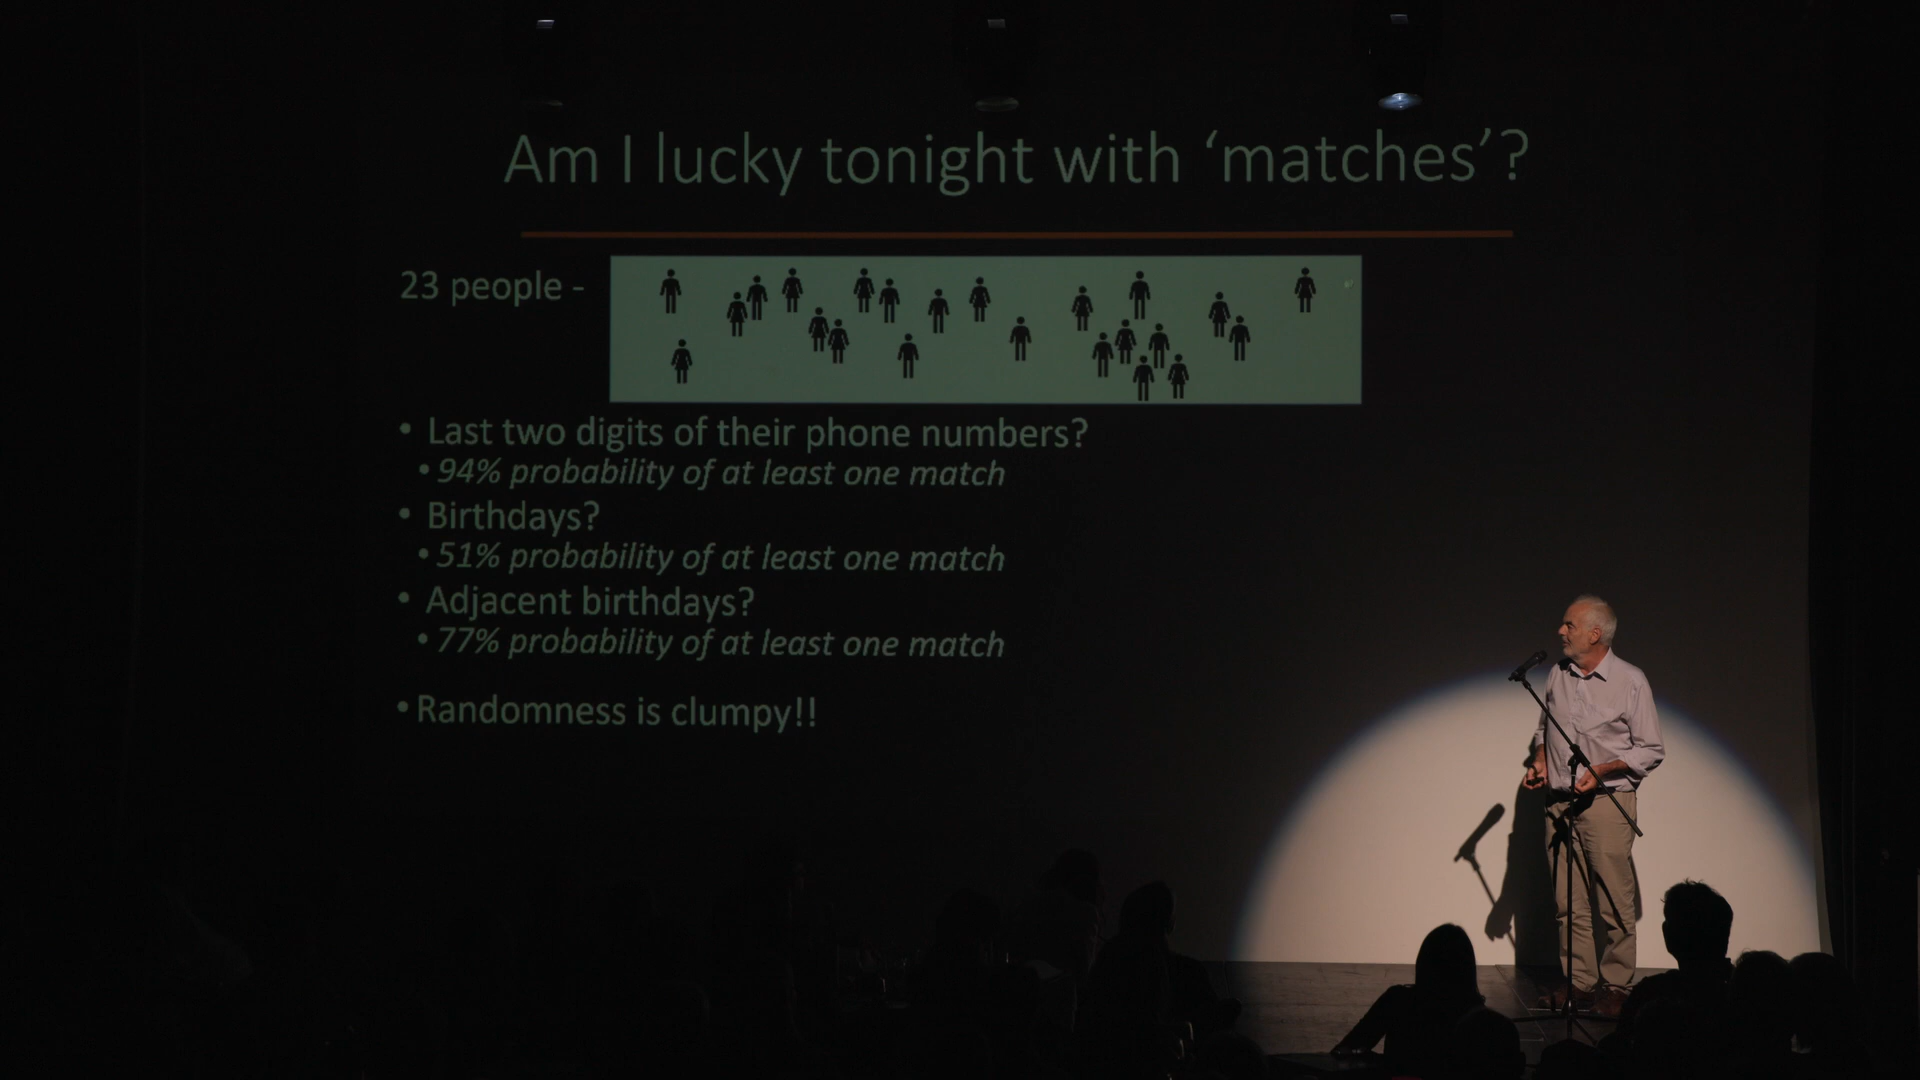 Am I lucky tonight with ‘matches’?
23 people -
• Last two digits of their phone numbers?
• 94% probability of at least one match
• Birthdays?
• 51% probability of at least one match
• Adjacent birthdays?
• 77% probability of at least one match
• Randomness is clumpy!!